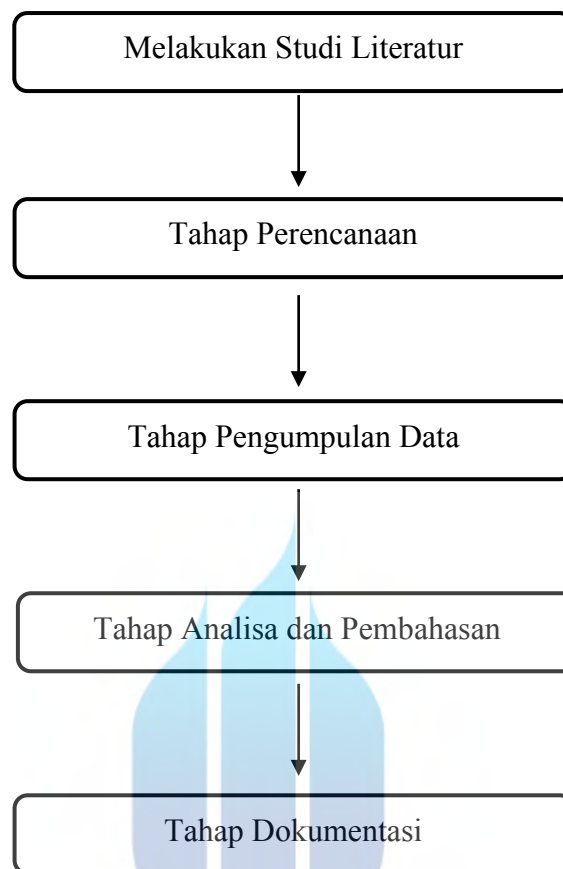 Melakukan Studi Literatur
Tahap Perencanaan
Tahap Pengumpulan Data
Tahap Analisa dan Pembahasan
Tahap Dokumentasi